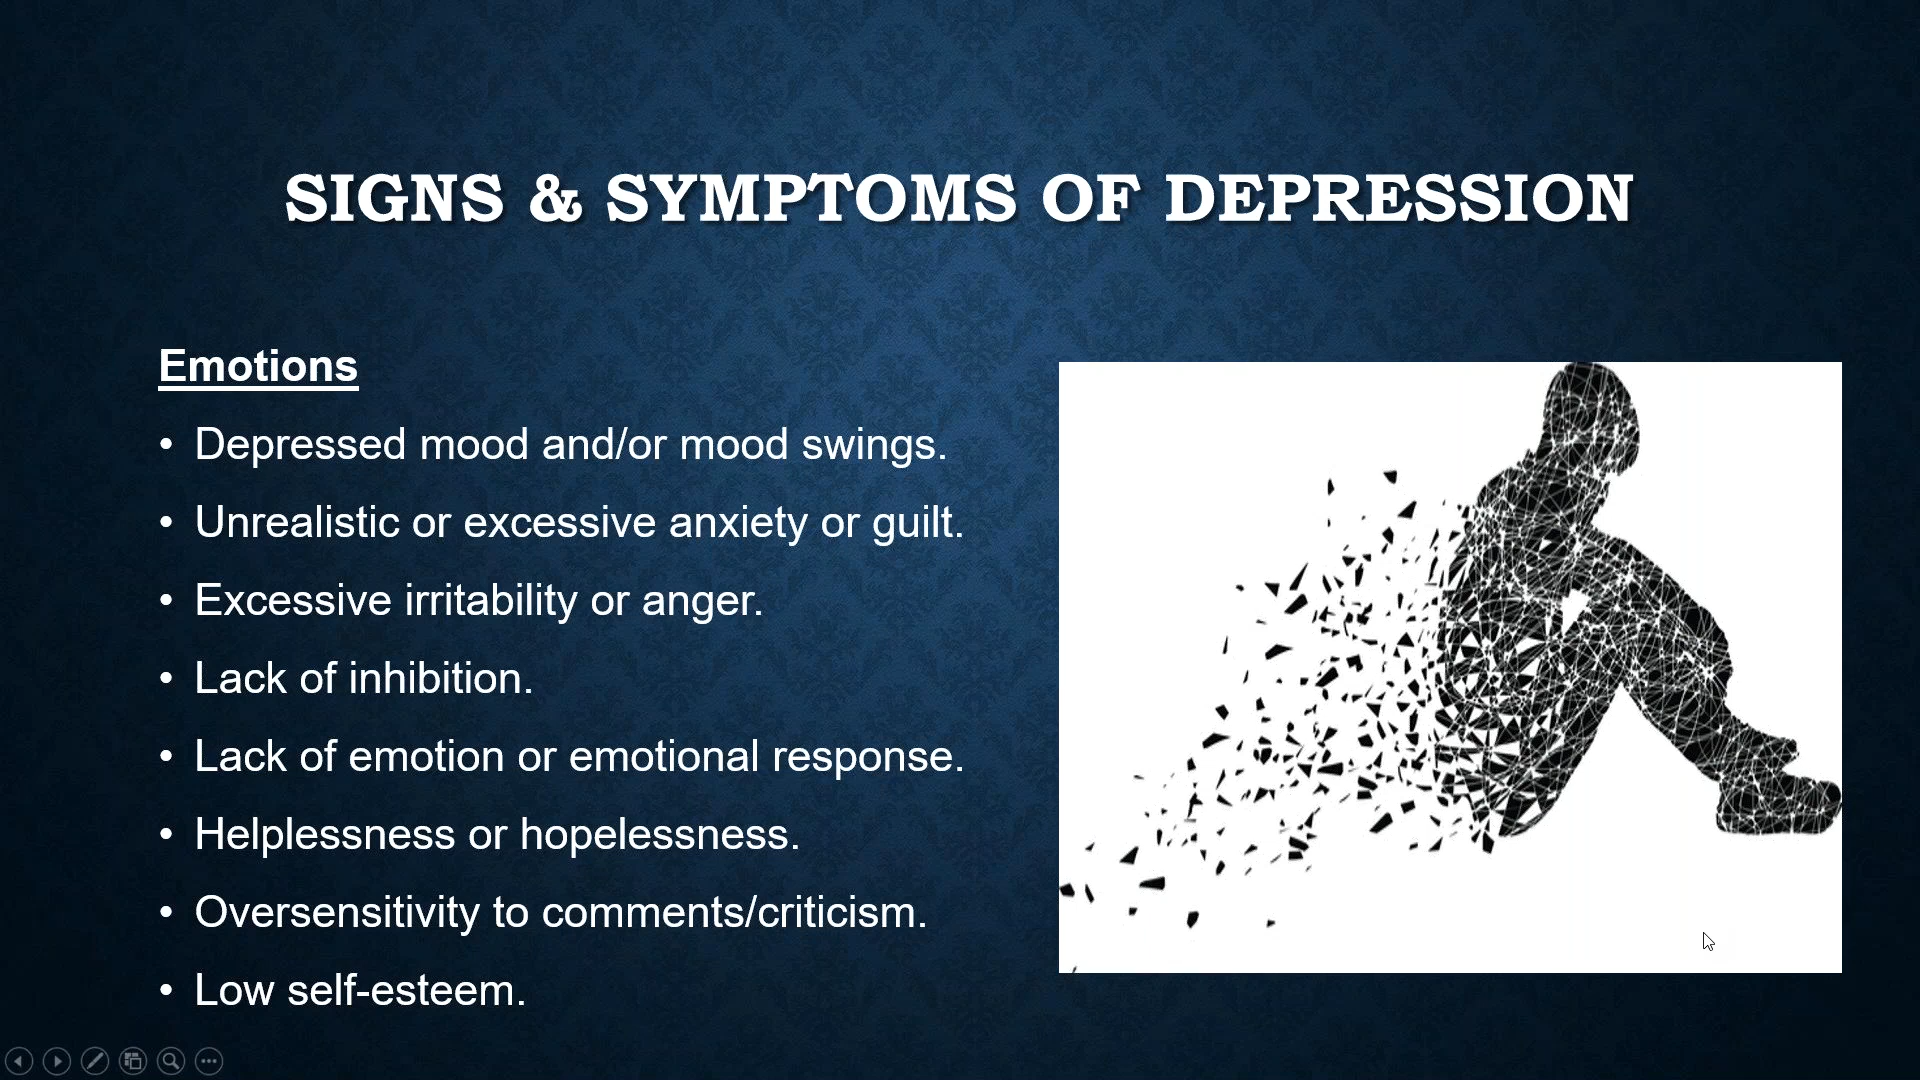 SIGNS & SYMPTOMS OF DEPRESSION
Emotions
• Depressed mood and/or mood swings.
• Unrealistic or excessive anxiety or guilt.
• Excessive irritability or anger.
• Lack of inhibition.
• Lack of emotion or emotional response.
• Helplessness or hopelessness.
• Oversensitivity to comments/criticism.
• Low self-esteem.